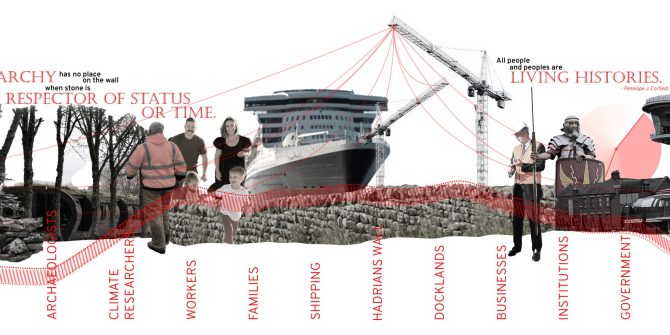 ARCHY has no place
on the wall
when stone is
RESPECTOR OF STATUS
OR TIME.
All people
and peoples are
LIVING HISTORIES.
- Penelope J. Corfield
ARCHAEOLOGISTS
CLIMATE
RESEARCHERS
WORKERS
FAMILIES
SHIPPING
HADRIANS WALL
DOCKLANDS
BUSINESSES
INSTITUTIONS
GOVERNMENT